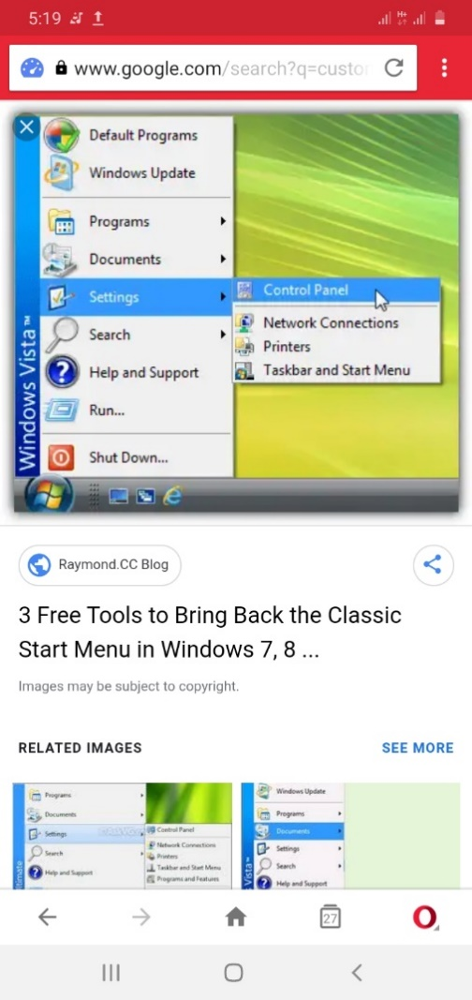 5:19
H+
www.google.com/search?q=custo
Default Programs
Windows Update
Programs
Documents
Settings
Control Panel
Search
Network Connections
Help and Support
Printers
Run...
Taskbar and Start Menu
Shut Down...
Windows Vista™
Raymond.CC Blog
3 Free Tools to Bring Back the Classic
Start Menu in Windows 7, 8 ...
Images may be subject to copyright.
RELATED IMAGES
SEE MORE
Programs
Documents
Settings
Control Panel
Search
Network Connections
Printers
Help and Support
Taskbar and Start Menu
Programs and Features
timate
Windows Update
Programs
Documents
Settings
Search
Help and Support
Vista™
27